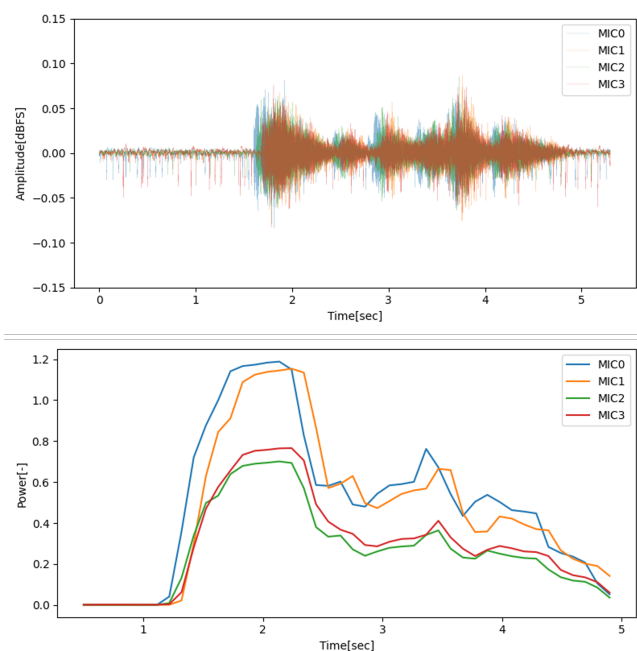 0.15
0.10
0.05
0.00
−0.05
−0.10
−0.15
Amplitude[dBFS]
MIC0
MIC1
MIC2
MIC3
0 1 2 3 4 5
Time[sec]
1.2
1.0
0.8
0.6
0.4
0.2
0.0
Power[-]
MIC0
MIC1
MIC2
MIC3
1 2 3 4 5
Time[sec]